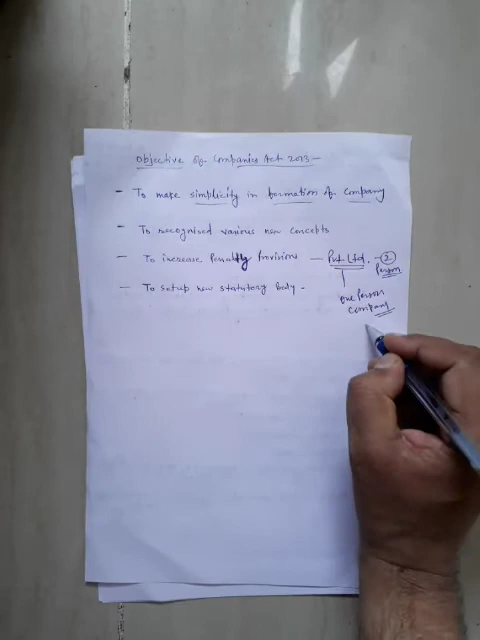 Objective of Companies Act 2013:-
- To make simplicity in formation of Company
- To recognised various new concepts
- To increase Penalty Provisions - Pvt. Ltd. - 2 Person
- To setup new statutory body.
one Person
Company